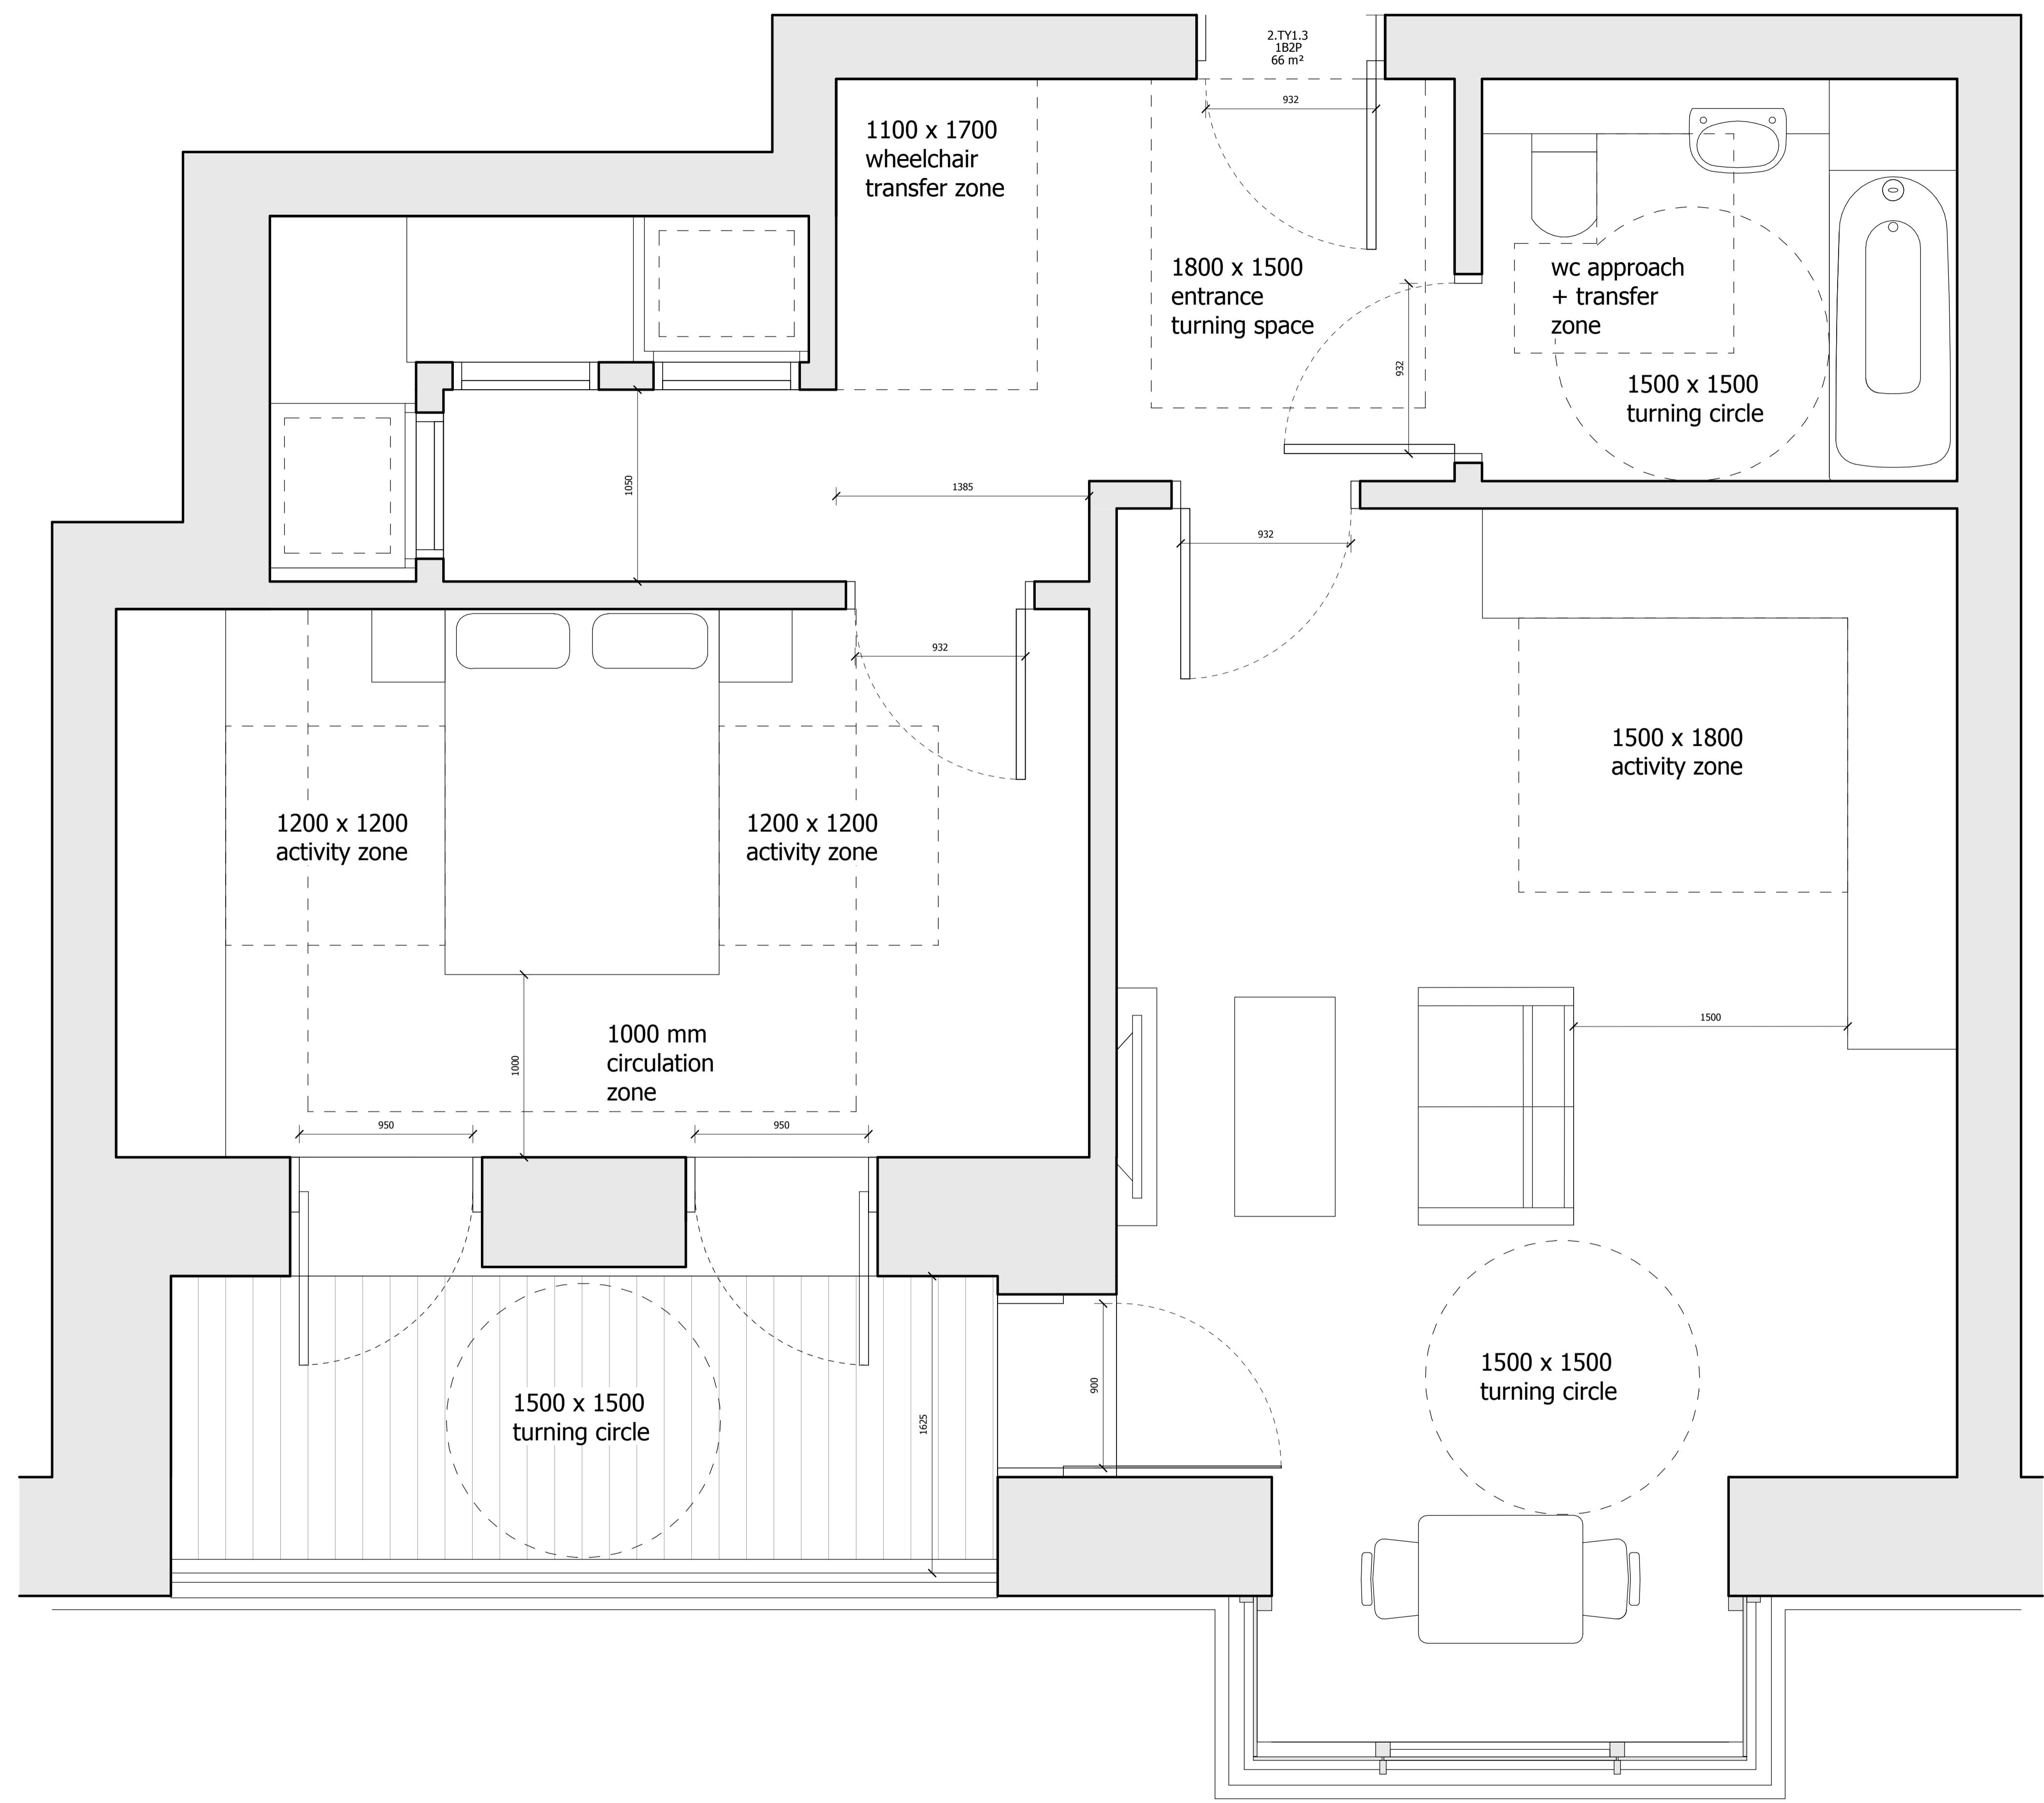 2.TY1.3
1B2P
66 m²
932
1100 x 1700
wheelchair
transfer zone
1800 x 1500
entrance
turning space
wc approach
+ transfer
zone
932
1500 x 1500
turning circle
1050
1385
932
932
1500 x 1800
activity zone
1200 x 1200
activity zone
1200 x 1200
activity zone
1500
1000 mm
circulation
zone
1000
950
950
1500 x 1500
turning circle
1625
900
1500 x 1500
turning circle